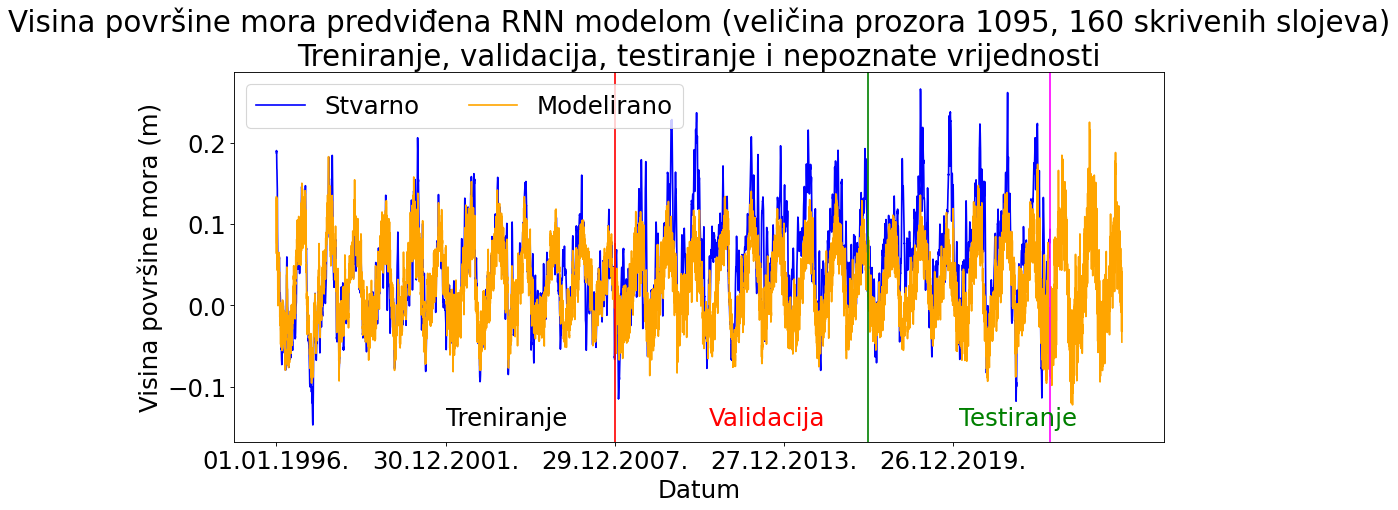 Visina površine mora predviđena RNN modelom (veličina prozora 1095, 160 skrivenih slojeva)
Treniranje, validacija, testiranje i nepoznate vrijednosti
Stvarno Modelirano
Visina površine mora (m)
0.2
0.1
0.0
−0.1
Treniranje Validacija Testiranje
01.01.1996. 30.12.2001. 29.12.2007. 27.12.2013. 26.12.2019.
Datum